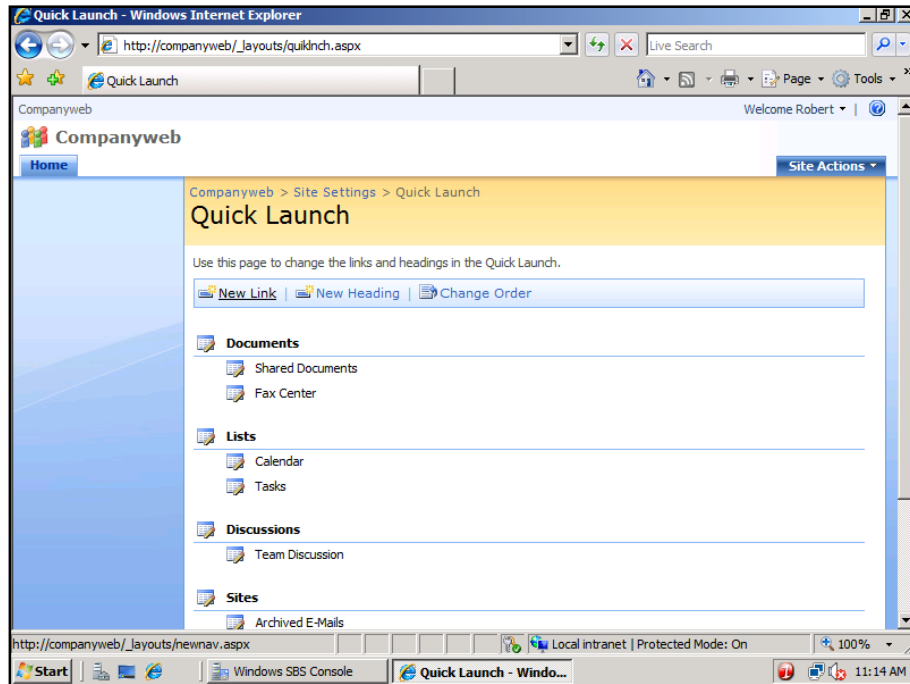 Quick Launch - Windows Internet Explorer
http://companyweb/_layouts/quiklnch.aspx
Live Search
Quick Launch
Page
Tools
»
Companyweb
Welcome Robert
|
Companyweb
Home
Site Actions
Companyweb > Site Settings > Quick Launch
Quick Launch
Use this page to change the links and headings in the Quick Launch.
New Link | New Heading | Change Order
Documents
Shared Documents
Fax Center
Lists
Calendar
Tasks
Discussions
Team Discussion
Sites
Archived E-Mails
http://companyweb/_layouts/newnav.aspx
Local intranet | Protected Mode: On
100%
Start
Windows SBS Console
Quick Launch - Windo...
11:14 AM